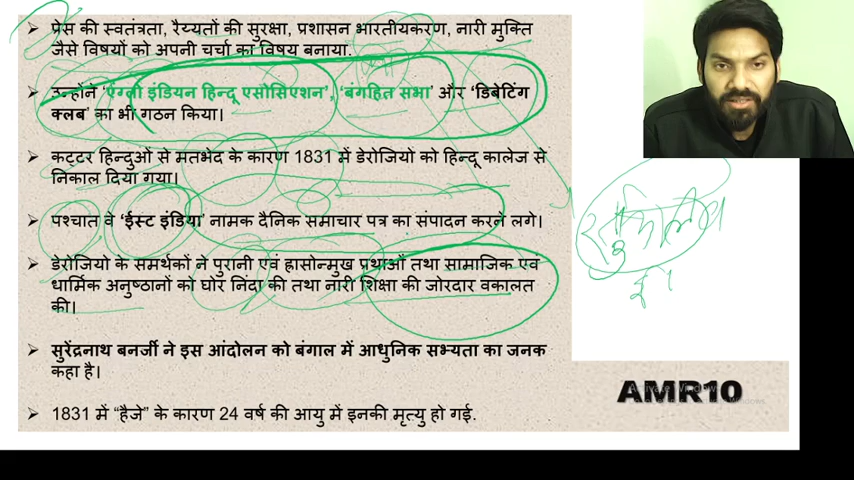 प्रेस की स्वतंत्रता, रैय्यतों की सुरक्षा, प्रशासन भारतीयकरण, नारी मुक्ति
जैसे विषयों को अपनी चर्चा का विषय बनाया.
उन्होंने 'एंग्लो इंडियन हिन्दू एसोसिएशन', 'बंगहित सभा' और 'डिबेटिंग
क्लब' का भी गठन किया।
कट्टर हिन्दुओं से मतभेद के कारण 1831 में डेरोजियो को हिन्दू कालेज से
निकाल दिया गया।
पश्चात वे 'ईस्ट इंडिया' नामक दैनिक समाचार पत्र का संपादन करने लगे।
डेरोजियो के समर्थकों ने पुरानी एवं ह्रासोन्मुख प्रथाओं तथा सामाजिक एवं
धार्मिक अनुष्ठानों को घोर निंदा की तथा नारी शिक्षा की जोरदार वकालत
की।
सुरेंद्रनाथ बनर्जी ने इस आंदोलन को बंगाल में आधुनिक सभ्यता का जनक
कहा है।
AMR10
1831 में "हैजे" के कारण 24 वर्ष की आयु में इनकी मृत्यु हो गई.